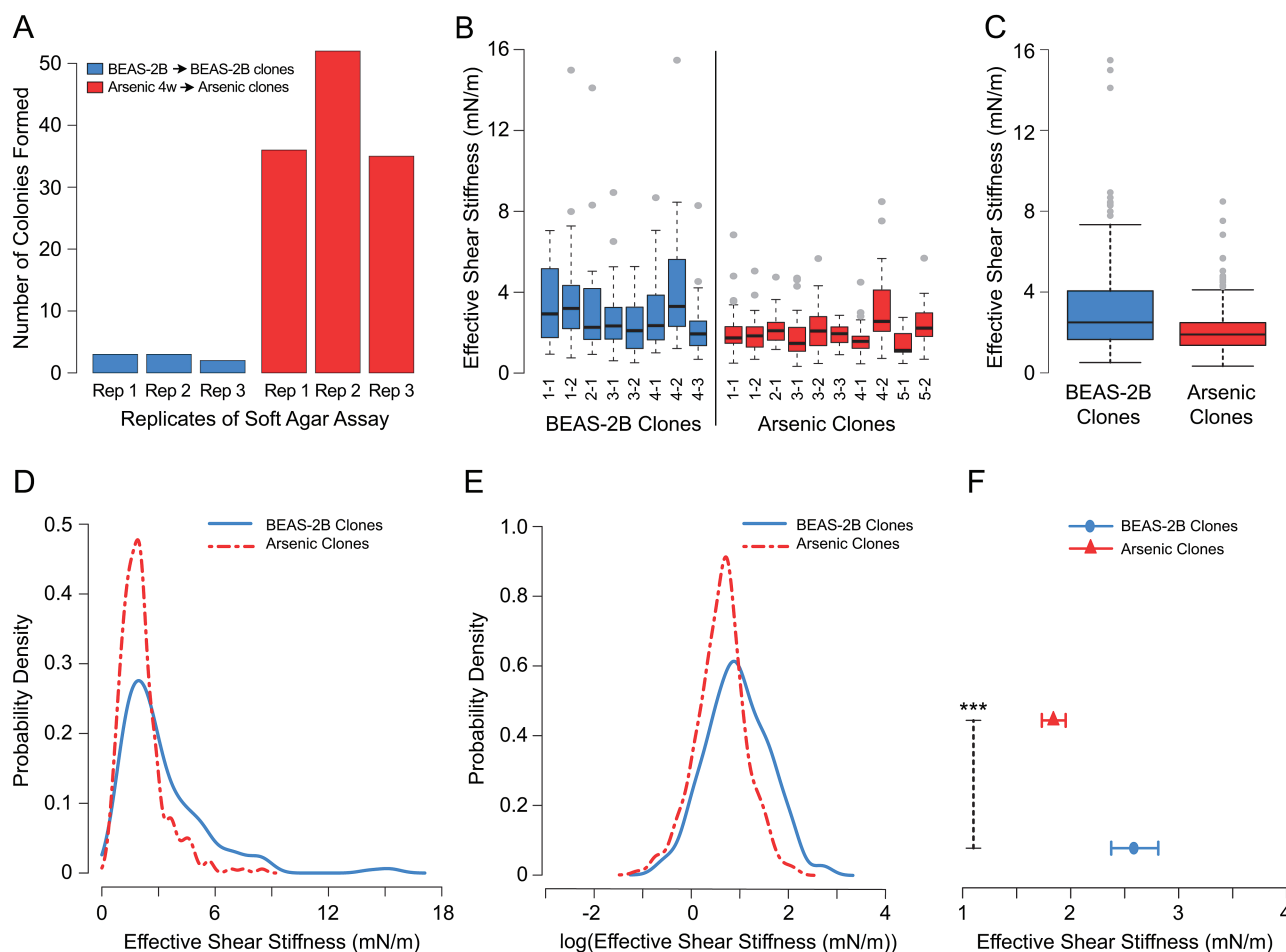 A
Number of Colonies Formed
50
40
30
20
10
0
BEAS-2B → BEAS-2B clones
Arsenic 4w → Arsenic clones
Rep 1 Rep 2 Rep 3 Rep 1 Rep 2 Rep 3
Replicates of Soft Agar Assay
B
Effective Shear Stiffness (mN/m)
16
12
8
4
0
1-1 1-2 2-1 3-1 3-2 4-1 4-2 4-3 1-1 1-2 2-1 3-1 3-2 3-3 4-1 4-2 5-1 5-2
BEAS-2B Clones Arsenic Clones
C
Effective Shear Stiffness (mN/m)
16
12
8
4
0
BEAS-2B Arsenic
Clones Clones
D
Probability Density
0.5
0.4
0.3
0.2
0.1
0
BEAS-2B Clones
Arsenic Clones
0 6 12 18
Effective Shear Stiffness (mN/m)
E
Probability Density
1.0
0.8
0.6
0.4
0.2
0
BEAS-2B Clones
Arsenic Clones
-2 0 2 4
log(Effective Shear Stiffness (mN/m))
F
BEAS-2B Clones
Arsenic Clones
***
1 2 3 4
Effective Shear Stiffness (mN/m)